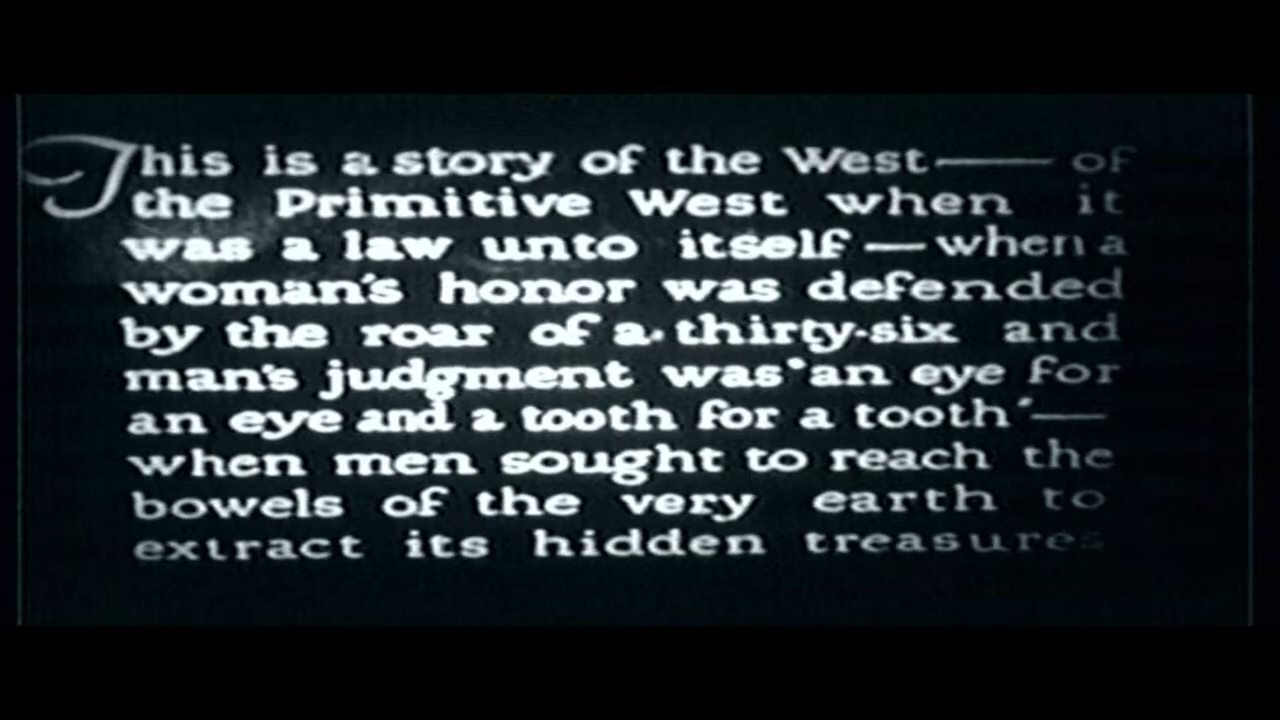 This is a story of the West — of
the Primitive West when it
was a law unto itself — when a
woman's honor was defended
by the roar of a thirty-six and
man's judgment was "an eye for
an eye and a tooth for a tooth" —
when men sought to reach the
bowels of the very earth to
extract its hidden treasures